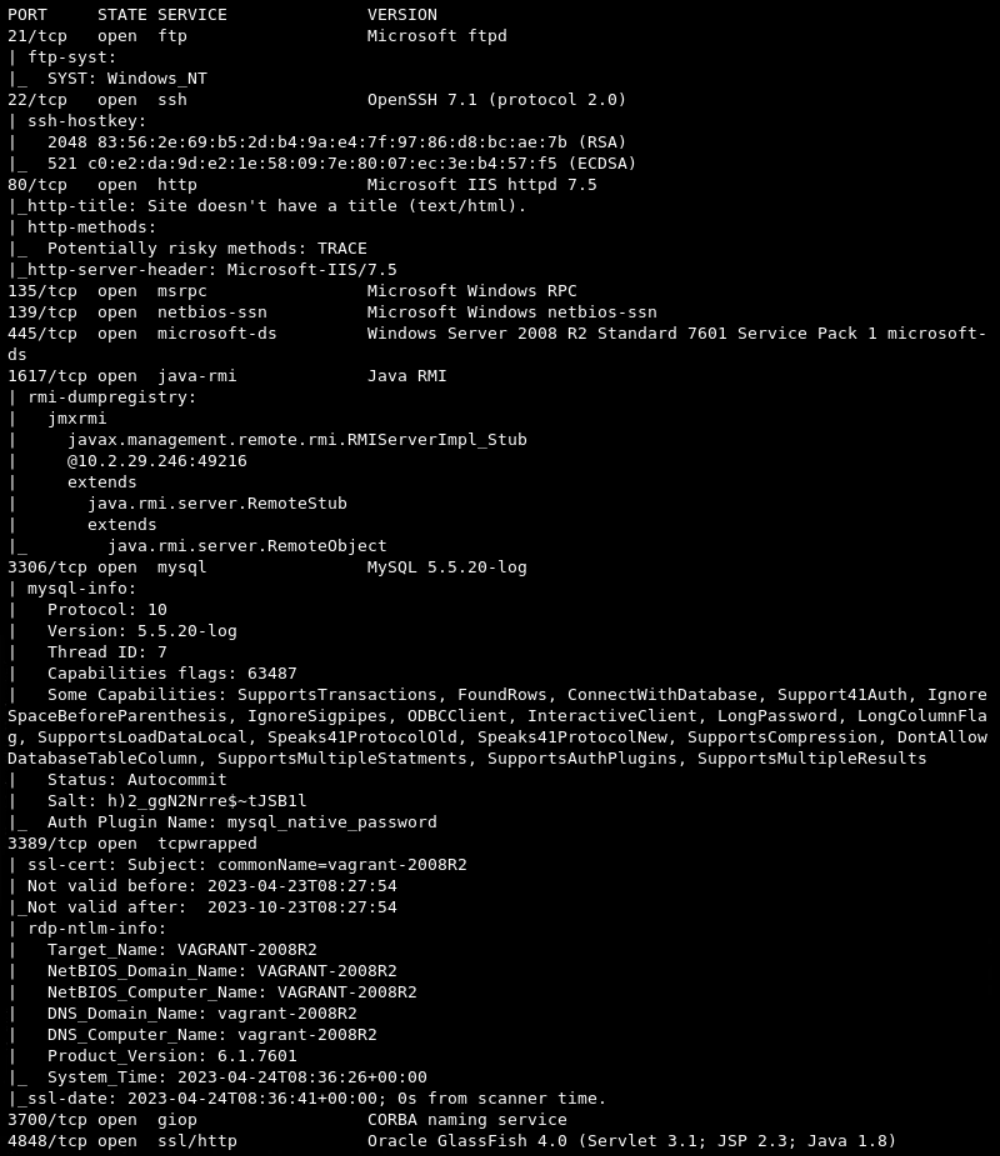 PORT     STATE SERVICE              VERSION
21/tcp   open  ftp                  Microsoft ftpd
| ftp-syst:
|_  SYST: Windows_NT
22/tcp   open  ssh                  OpenSSH 7.1 (protocol 2.0)
| ssh-hostkey:
|   2048 83:56:2e:69:b5:2d:b4:9a:e4:7f:97:86:d8:bc:ae:7b (RSA)
|_  521 c0:e2:da:9d:e2:1e:58:09:7e:80:07:ec:3e:b4:57:f5 (ECDSA)
80/tcp   open  http                 Microsoft IIS httpd 7.5
|_http-title: Site doesn't have a title (text/html).
| http-methods:
|_  Potentially risky methods: TRACE
|_http-server-header: Microsoft-IIS/7.5
135/tcp  open  msrpc                Microsoft Windows RPC
139/tcp  open  netbios-ssn          Microsoft Windows netbios-ssn
445/tcp  open  microsoft-ds         Windows Server 2008 R2 Standard 7601 Service Pack 1 microsoft-
ds
1617/tcp open  java-rmi             Java RMI
| rmi-dumpregistry:
|   jmxrmi
|     javax.management.remote.rmi.RMIServerImpl_Stub
|     @10.2.29.246:49216
|     extends
|       java.rmi.server.RemoteStub
|       extends
|_        java.rmi.server.RemoteObject
3306/tcp open  mysql                MySQL 5.5.20-log
| mysql-info:
|   Protocol: 10
|   Version: 5.5.20-log
|   Thread ID: 7
|   Capabilities flags: 63487
|   Some Capabilities: SupportsTransactions, FoundRows, ConnectWithDatabase, Support41Auth, Ignore
SpaceBeforeParenthesis, IgnoreSigpipes, ODBCClient, InteractiveClient, LongPassword, LongColumnFla
g, SupportsLoadDataLocal, Speaks41ProtocolOld, Speaks41ProtocolNew, SupportsCompression, DontAllow
DatabaseTableColumn, SupportsMultipleStatments, SupportsAuthPlugins, SupportsMultipleResults
|   Status: Autocommit
|   Salt: h)2_ggN2Nrre$~tJSB1l
|_  Auth Plugin Name: mysql_native_password
3389/tcp open  tcpwrapped
| ssl-cert: Subject: commonName=vagrant-2008R2
| Not valid before: 2023-04-23T08:27:54
|_Not valid after:  2023-10-23T08:27:54
| rdp-ntlm-info:
|   Target_Name: VAGRANT-2008R2
|   NetBIOS_Domain_Name: VAGRANT-2008R2
|   NetBIOS_Computer_Name: VAGRANT-2008R2
|   DNS_Domain_Name: vagrant-2008R2
|   DNS_Computer_Name: vagrant-2008R2
|   Product_Version: 6.1.7601
|_  System_Time: 2023-04-24T08:36:26+00:00
|_ssl-date: 2023-04-24T08:36:41+00:00; 0s from scanner time.
3700/tcp open  giop                 CORBA naming service
4848/tcp open  ssl/http             Oracle GlassFish 4.0 (Servlet 3.1; JSP 2.3; Java 1.8)